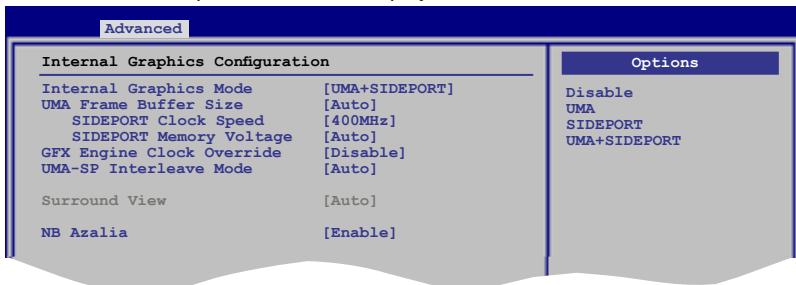 Advanced
Internal Graphics Configuration
Internal Graphics Mode [UMA+SIDEPORT]
UMA Frame Buffer Size [Auto]
SIDEPORT Clock Speed [400MHz]
SIDEPORT Memory Voltage [Auto]
GFX Engine Clock Override [Disable]
UMA-SP Interleave Mode [Auto]
Surround View [Auto]
NB Azalia [Enable]
Options
Disable
UMA
SIDEPORT
UMA+SIDEPORT